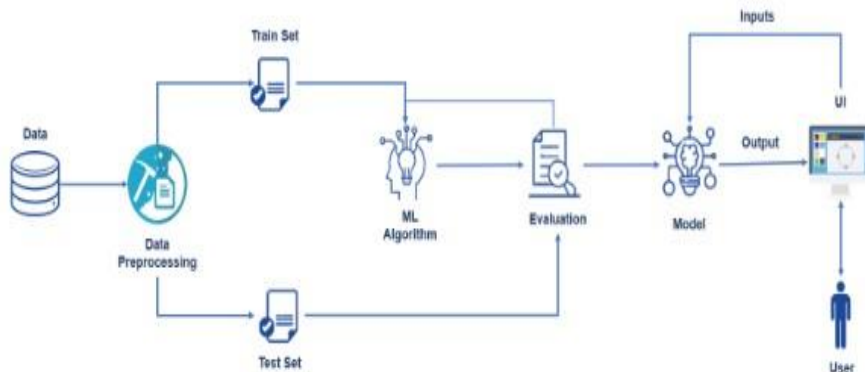 Inputs
Train Set
UI
Data
Output
ML
Algorithm
Evaluation
Model
Data
Preprocessing
Test Set
User